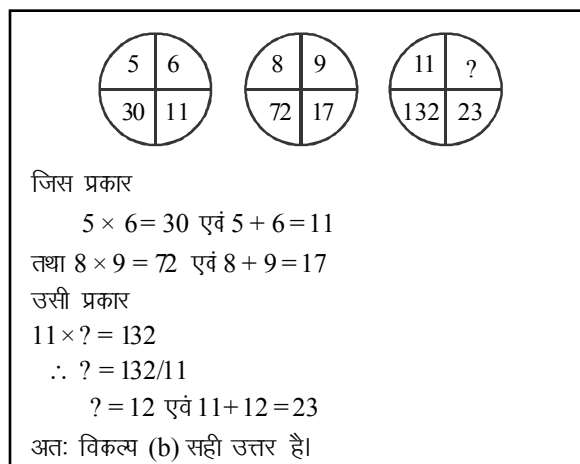 5 6 8 9 11 ?
30 11 72 17 132 23
जिस प्रकार
5 × 6 = 30 एवं 5 + 6 = 11
तथा 8 × 9 = 72 एवं 8 + 9 = 17
उसी प्रकार
11 × ? = 132
∴ ? = 132/11
? = 12 एवं 11+ 12 = 23
अतः विकल्प (b) सही उत्तर है।